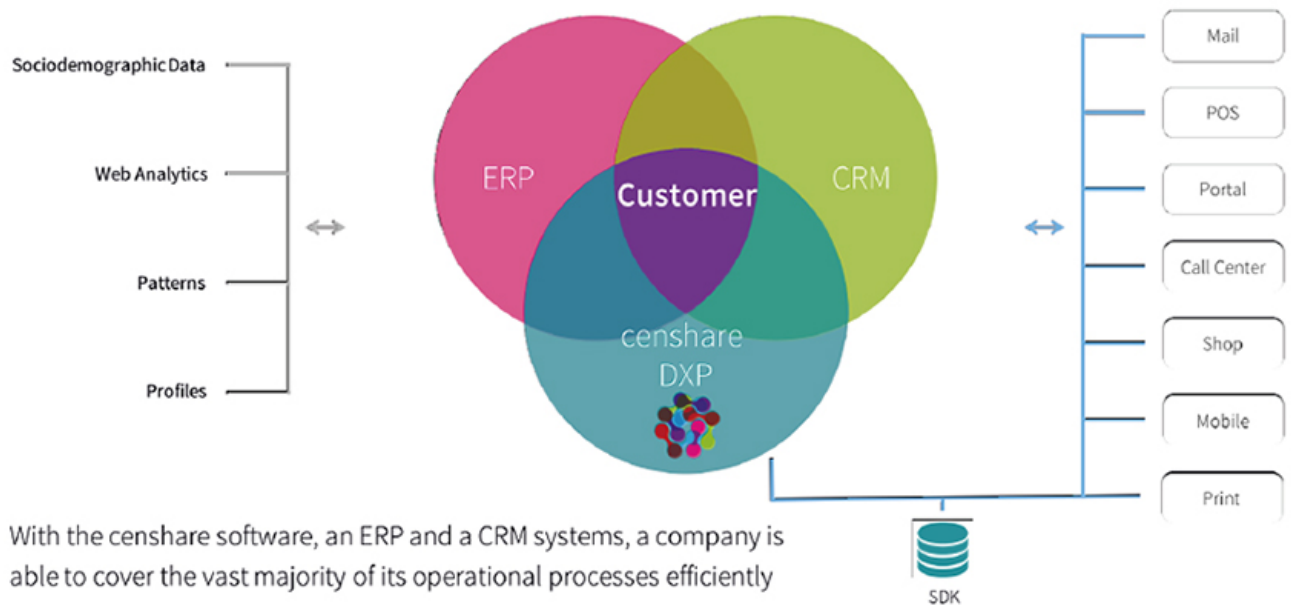 Sociodemographic Data
Web Analytics
Patterns
Profiles
ERP
CRM
Customer
censhare
DXP
Mail
POS
Portal
Call Center
Shop
Mobile
Print
SDK
With the censhare software, an ERP and a CRM systems, a company is
able to cover the vast majority of its operational processes efficiently